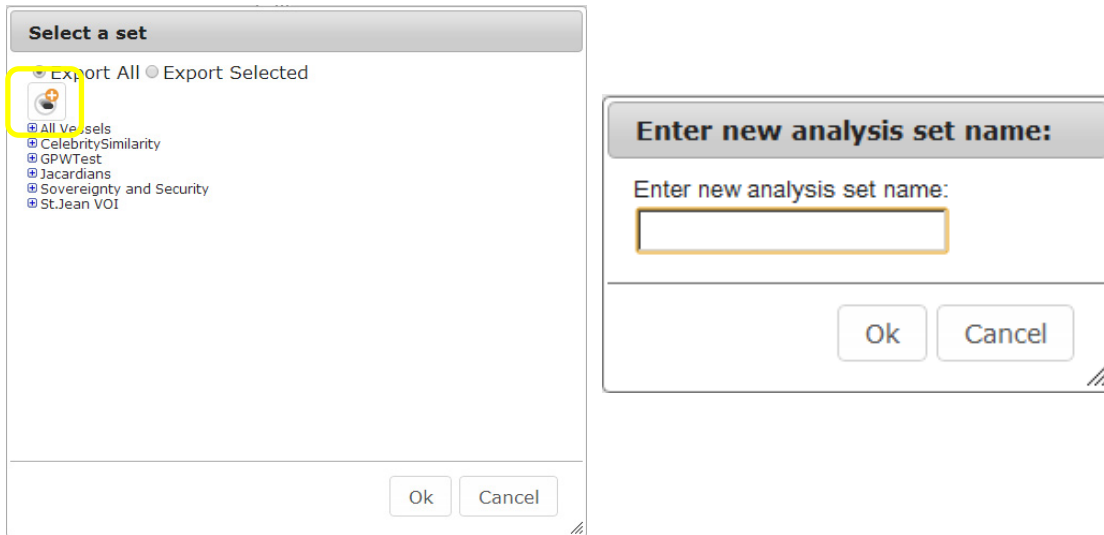 Select a set
Export All Export Selected
All Vessels
CelebritySimilarity
GPWTest
Jacardians
Sovereignty and Security
St.Jean VOI
Ok Cancel
Enter new analysis set name:
Enter new analysis set name:
Ok Cancel